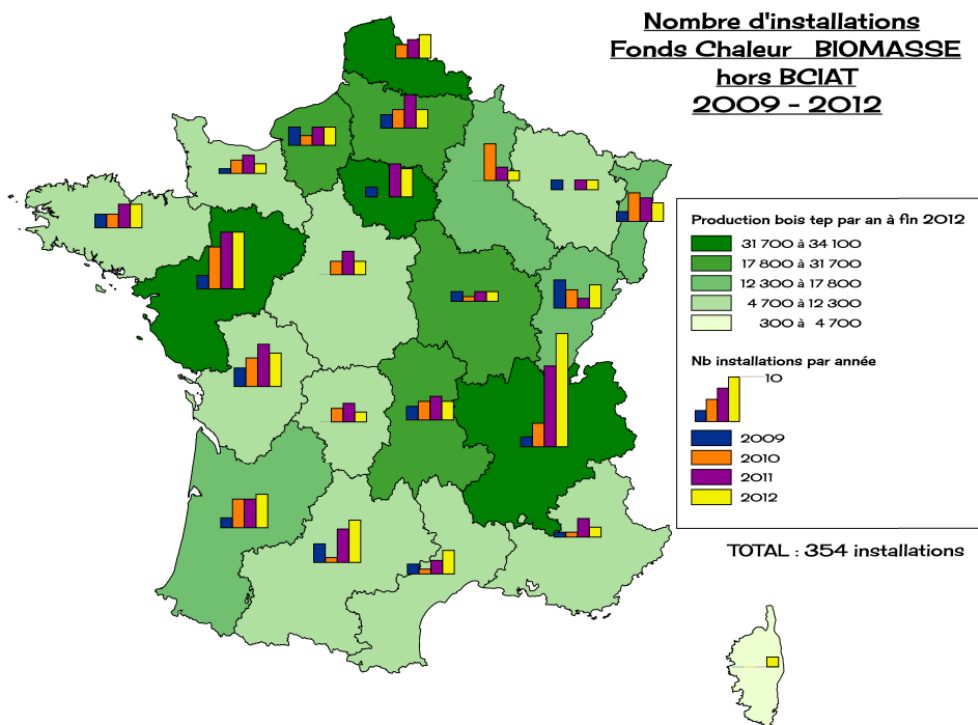 Nombre d'installations
Fonds Chaleur BIOMASSE
hors BCIAT
2009 - 2012
Production bois tep par an à fin 2012
31 700 à 34 100
17 800 à 31 700
12 300 à 17 800
4 700 à 12 300
300 à 4 700
Nb installations par année
10
2009
2010
2011
2012
TOTAL : 354 installations